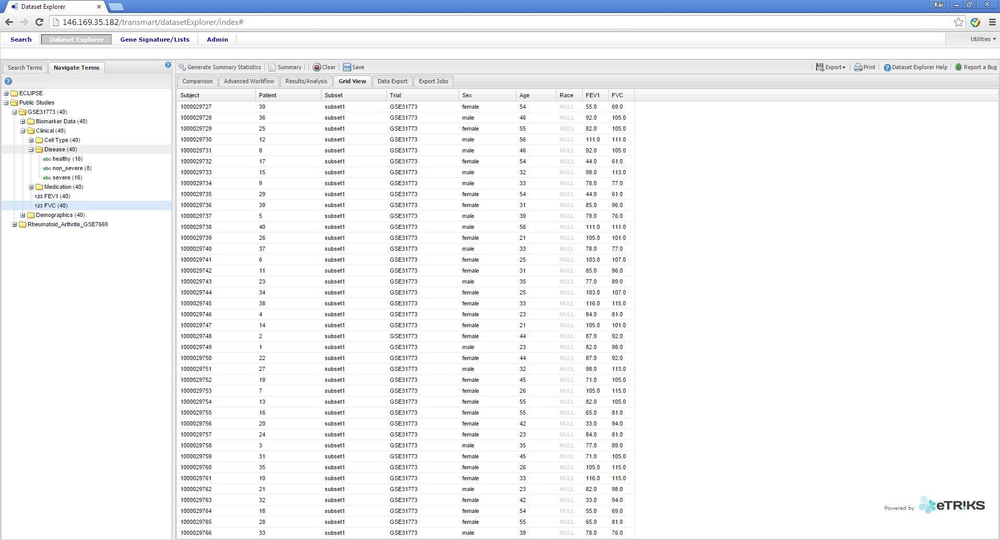 Dataset Explorer
Kai
146.169.35.182/transmart/datasetExplorer/index#
Search Dataset Explorer Gene Signature/Lists Admin Utilities
Search Terms Navigate Terms
ECLIPSE
Public Studies
GSE31773 (40)
Biomarker Data (40)
Clinical (40)
Cell Type (40)
Disease (40)
abc healthy (16)
abc non_severe (8)
abc severe (16)
Medication (40)
123 FEV1 (40)
123 FVC (40)
Demographics (40)
Rheumatoid_Arthritis_GSE7669
Generate Summary Statistics Summary Clear Save Export Print Dataset Explorer Help Report a Bug
Comparison Advanced Workflow Results/Analysis Grid View Data Export Export Jobs
Subject Patient Subset Trial Sex Age Race FEV1 FVC
1000029727 30 subset1 GSE31773 female 54 NULL 55.0 69.0
1000029728 36 subset1 GSE31773 male 46 NULL 92.0 105.0
1000029729 25 subset1 GSE31773 female 55 NULL 82.0 105.0
1000029730 12 subset1 GSE31773 male 56 NULL 111.0 111.0
1000029731 8 subset1 GSE31773 male 46 NULL 92.0 105.0
1000029732 17 subset1 GSE31773 female 54 NULL 44.0 61.0
1000029733 15 subset1 GSE31773 male 32 NULL 98.0 113.0
1000029734 9 subset1 GSE31773 male 33 NULL 78.0 77.0
1000029735 29 subset1 GSE31773 female 54 NULL 44.0 61.0
1000029736 39 subset1 GSE31773 female 31 NULL 85.0 96.0
1000029737 5 subset1 GSE31773 male 39 NULL 78.0 76.0
1000029738 40 subset1 GSE31773 male 56 NULL 111.0 111.0
1000029739 26 subset1 GSE31773 female 21 NULL 105.0 101.0
1000029740 37 subset1 GSE31773 male 33 NULL 78.0 77.0
1000029741 6 subset1 GSE31773 female 25 NULL 103.0 107.0
1000029742 11 subset1 GSE31773 female 31 NULL 85.0 96.0
1000029743 23 subset1 GSE31773 male 35 NULL 77.0 89.0
1000029744 34 subset1 GSE31773 female 25 NULL 103.0 107.0
1000029745 38 subset1 GSE31773 female 33 NULL 116.0 115.0
1000029746 4 subset1 GSE31773 female 23 NULL 84.0 81.0
1000029747 14 subset1 GSE31773 female 21 NULL 105.0 101.0
1000029748 2 subset1 GSE31773 female 44 NULL 87.0 92.0
1000029749 1 subset1 GSE31773 male 23 NULL 82.0 98.0
1000029750 22 subset1 GSE31773 female 44 NULL 87.0 92.0
1000029751 27 subset1 GSE31773 male 32 NULL 98.0 113.0
1000029752 19 subset1 GSE31773 female 45 NULL 71.0 105.0
1000029753 7 subset1 GSE31773 female 26 NULL 105.0 115.0
1000029754 13 subset1 GSE31773 female 55 NULL 82.0 105.0
1000029755 16 subset1 GSE31773 female 55 NULL 65.0 81.0
1000029756 20 subset1 GSE31773 female 42 NULL 33.0 94.0
1000029757 24 subset1 GSE31773 female 23 NULL 84.0 81.0
1000029758 3 subset1 GSE31773 male 35 NULL 77.0 89.0
1000029759 31 subset1 GSE31773 female 45 NULL 71.0 105.0
1000029760 35 subset1 GSE31773 female 26 NULL 105.0 115.0
1000029761 10 subset1 GSE31773 female 33 NULL 116.0 115.0
1000029762 21 subset1 GSE31773 male 23 NULL 82.0 98.0
1000029763 32 subset1 GSE31773 female 42 NULL 33.0 94.0
1000029764 18 subset1 GSE31773 female 54 NULL 55.0 69.0
1000029765 28 subset1 GSE31773 female 55 NULL 65.0 81.0
1000029766 33 subset1 GSE31773 male 39 NULL 78.0 76.0
Powered by eTR!KS